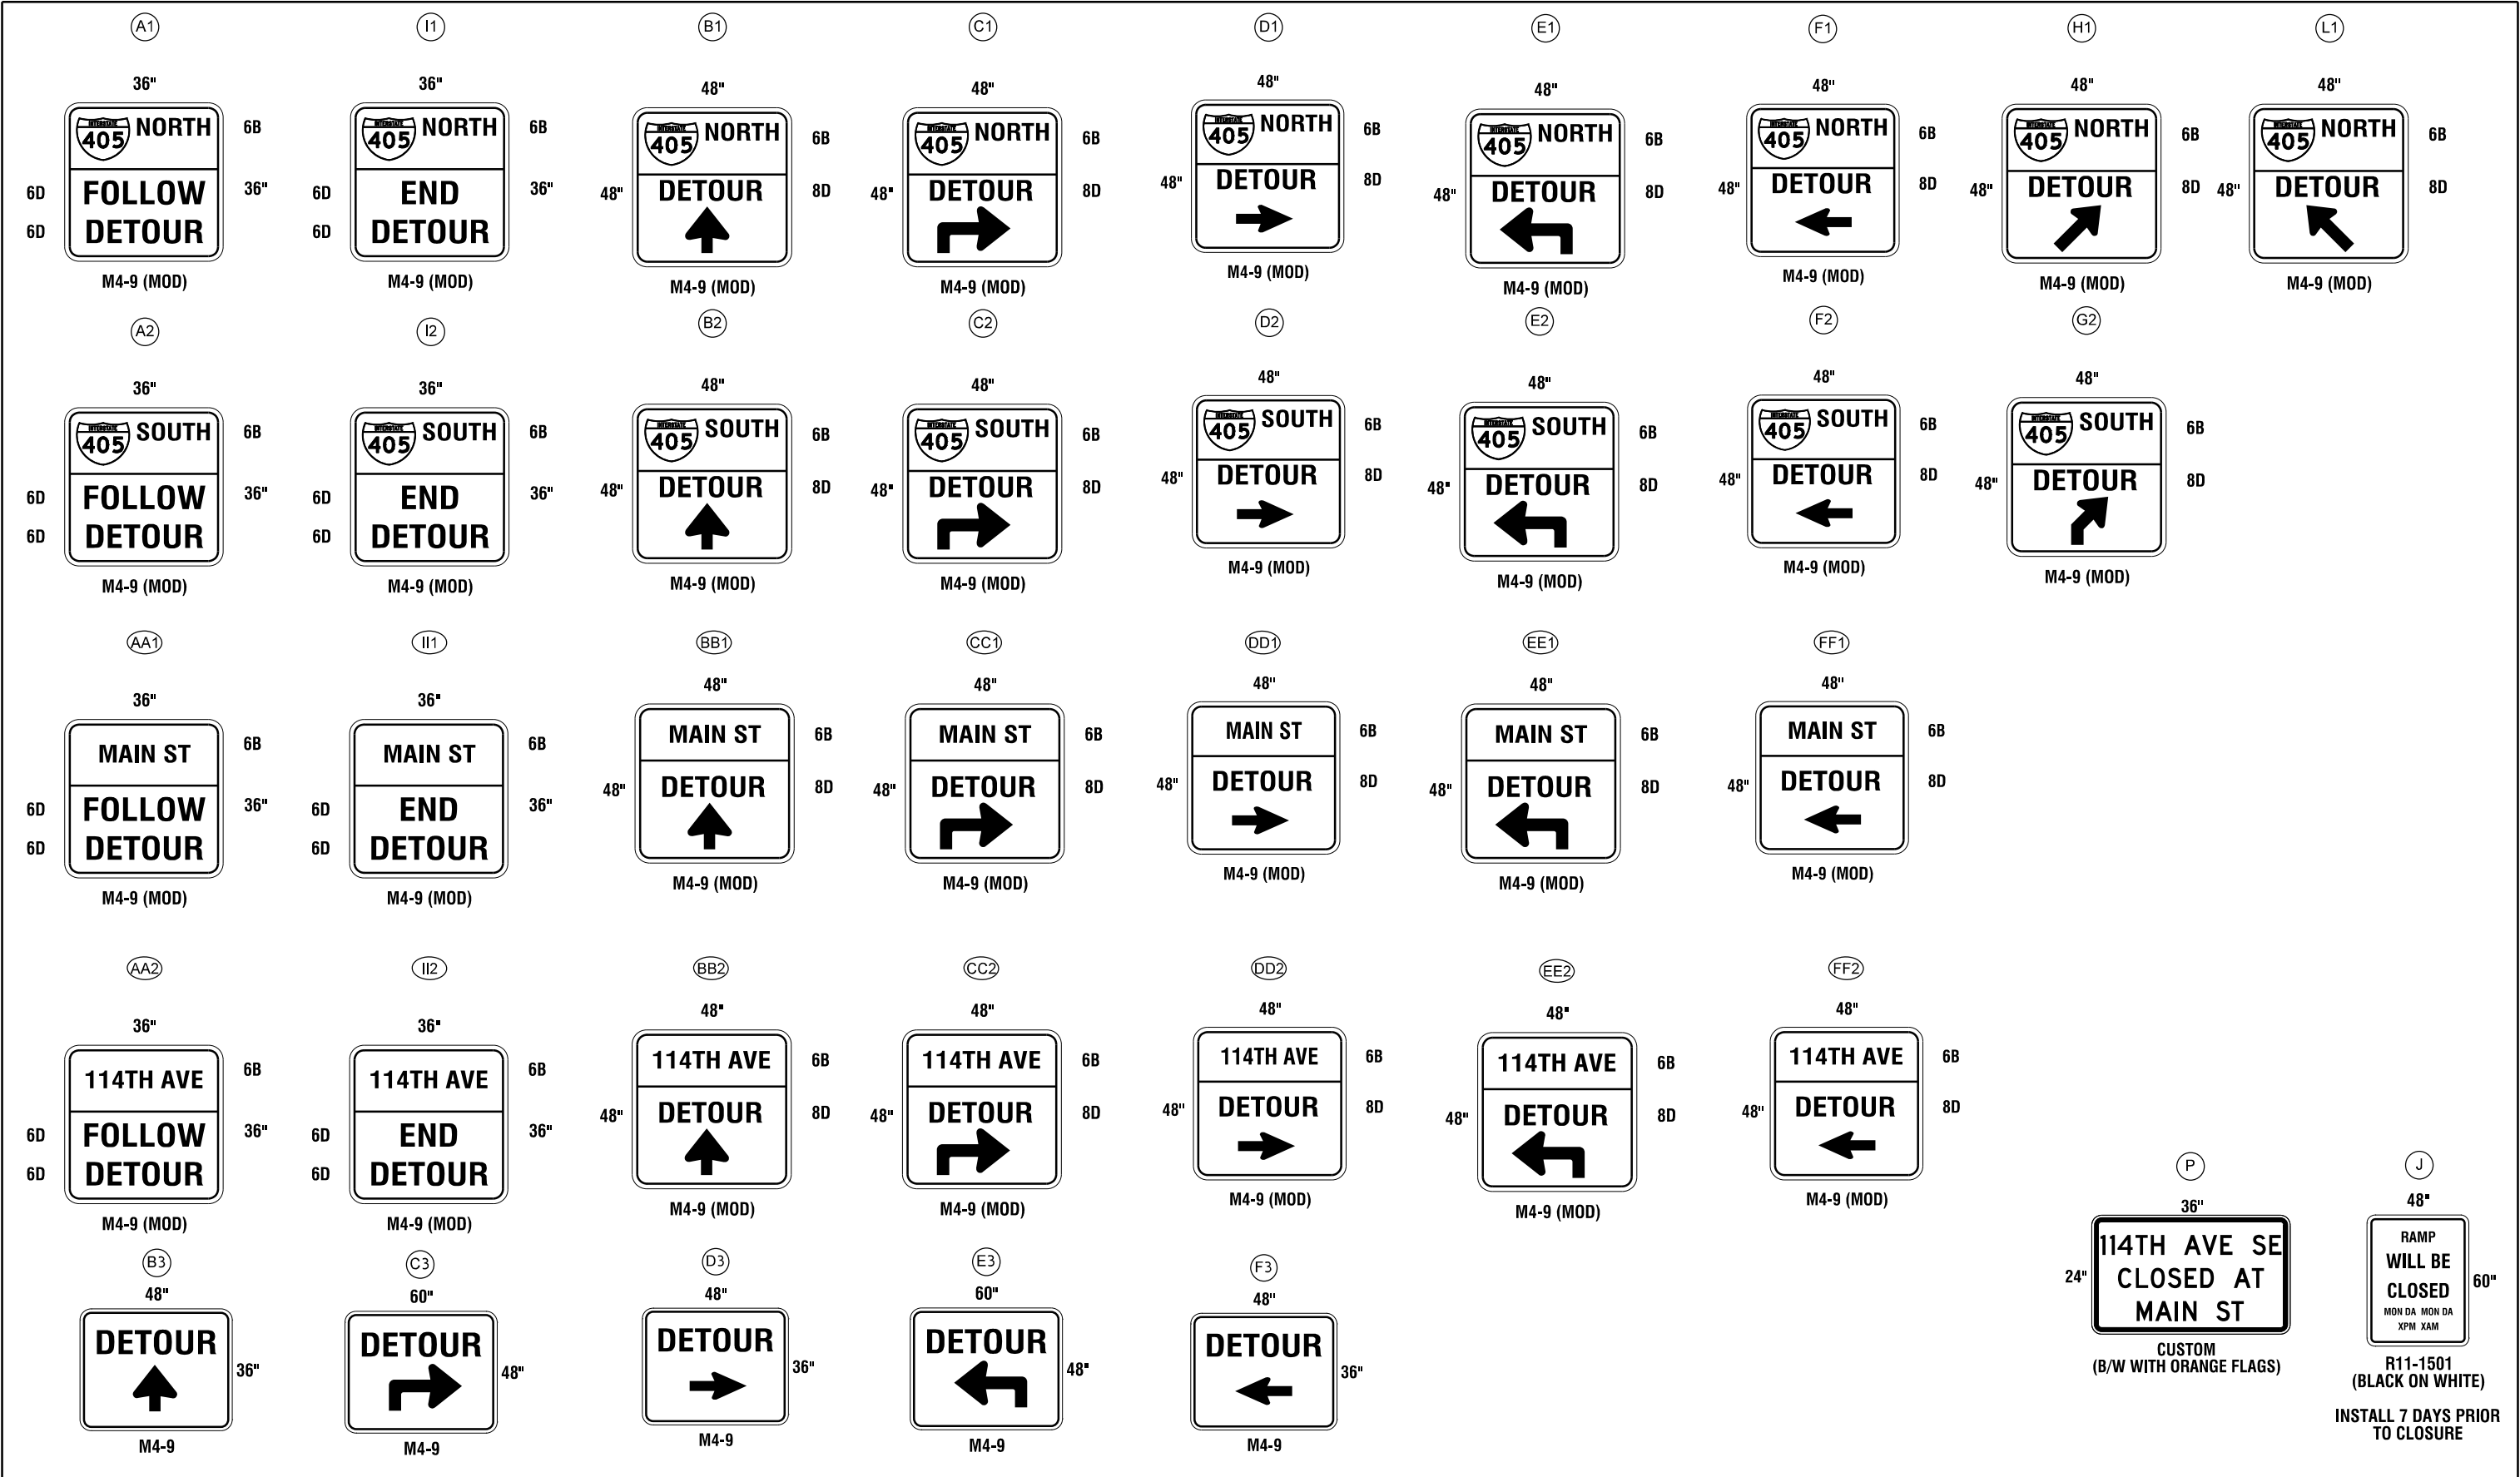 A1
36"
INTERSTATE
405 NORTH
6B
FOLLOW
6D
36"
DETOUR
6D
M4-9 (MOD)
I1
36"
INTERSTATE
405 NORTH
6B
END
6D
36"
DETOUR
6D
M4-9 (MOD)
B1
48"
INTERSTATE
405 NORTH
6B
DETOUR
48"
8D
M4-9 (MOD)
C1
48"
INTERSTATE
405 NORTH
6B
DETOUR
48"
8D
M4-9 (MOD)
D1
48"
INTERSTATE
405 NORTH
6B
DETOUR
48"
8D
M4-9 (MOD)
E1
48"
INTERSTATE
405 NORTH
6B
DETOUR
48"
8D
M4-9 (MOD)
F1
48"
INTERSTATE
405 NORTH
6B
DETOUR
48"
8D
M4-9 (MOD)
H1
48"
INTERSTATE
405 NORTH
6B
DETOUR
48"
8D
M4-9 (MOD)
L1
48"
INTERSTATE
405 NORTH
6B
DETOUR
48"
8D
M4-9 (MOD)
A2
36"
INTERSTATE
405 SOUTH
6B
FOLLOW
6D
36"
DETOUR
6D
M4-9 (MOD)
I2
36"
INTERSTATE
405 SOUTH
6B
END
6D
36"
DETOUR
6D
M4-9 (MOD)
B2
48"
INTERSTATE
405 SOUTH
6B
DETOUR
48"
8D
M4-9 (MOD)
C2
48"
INTERSTATE
405 SOUTH
6B
DETOUR
48"
8D
M4-9 (MOD)
D2
48"
INTERSTATE
405 SOUTH
6B
DETOUR
48"
8D
M4-9 (MOD)
E2
48"
INTERSTATE
405 SOUTH
6B
DETOUR
48"
8D
M4-9 (MOD)
F2
48"
INTERSTATE
405 SOUTH
6B
DETOUR
48"
8D
M4-9 (MOD)
G2
48"
INTERSTATE
405 SOUTH
6B
DETOUR
48"
8D
M4-9 (MOD)
AA1
36"
MAIN ST
6B
FOLLOW
6D
36"
DETOUR
6D
M4-9 (MOD)
II1
36"
MAIN ST
6B
END
6D
36"
DETOUR
6D
M4-9 (MOD)
BB1
48"
MAIN ST
6B
DETOUR
48"
8D
M4-9 (MOD)
CC1
48"
MAIN ST
6B
DETOUR
48"
8D
M4-9 (MOD)
DD1
48"
MAIN ST
6B
DETOUR
48"
8D
M4-9 (MOD)
EE1
48"
MAIN ST
6B
DETOUR
48"
8D
M4-9 (MOD)
FF1
48"
MAIN ST
6B
DETOUR
48"
8D
M4-9 (MOD)
AA2
36"
114TH AVE
6B
FOLLOW
6D
36"
DETOUR
6D
M4-9 (MOD)
II2
36"
114TH AVE
6B
END
6D
36"
DETOUR
6D
M4-9 (MOD)
BB2
48"
114TH AVE
6B
DETOUR
48"
8D
M4-9 (MOD)
CC2
48"
114TH AVE
6B
DETOUR
48"
8D
M4-9 (MOD)
DD2
48"
114TH AVE
6B
DETOUR
48"
8D
M4-9 (MOD)
EE2
48"
114TH AVE
6B
DETOUR
48"
8D
M4-9 (MOD)
FF2
48"
114TH AVE
6B
DETOUR
48"
8D
M4-9 (MOD)
B3
48"
DETOUR
36"
M4-9
C3
60"
DETOUR
48"
M4-9
D3
48"
DETOUR
36"
M4-9
E3
60"
DETOUR
48"
M4-9
F3
48"
DETOUR
36"
M4-9
P
36"
114TH AVE SE
24"
CLOSED AT
MAIN ST
CUSTOM
(B/W WITH ORANGE FLAGS)
J
48"
RAMP
WILL BE
60"
CLOSED
MON DA MON DA
XPM XAM
R11-1501
(BLACK ON WHITE)
INSTALL 7 DAYS PRIOR
TO CLOSURE